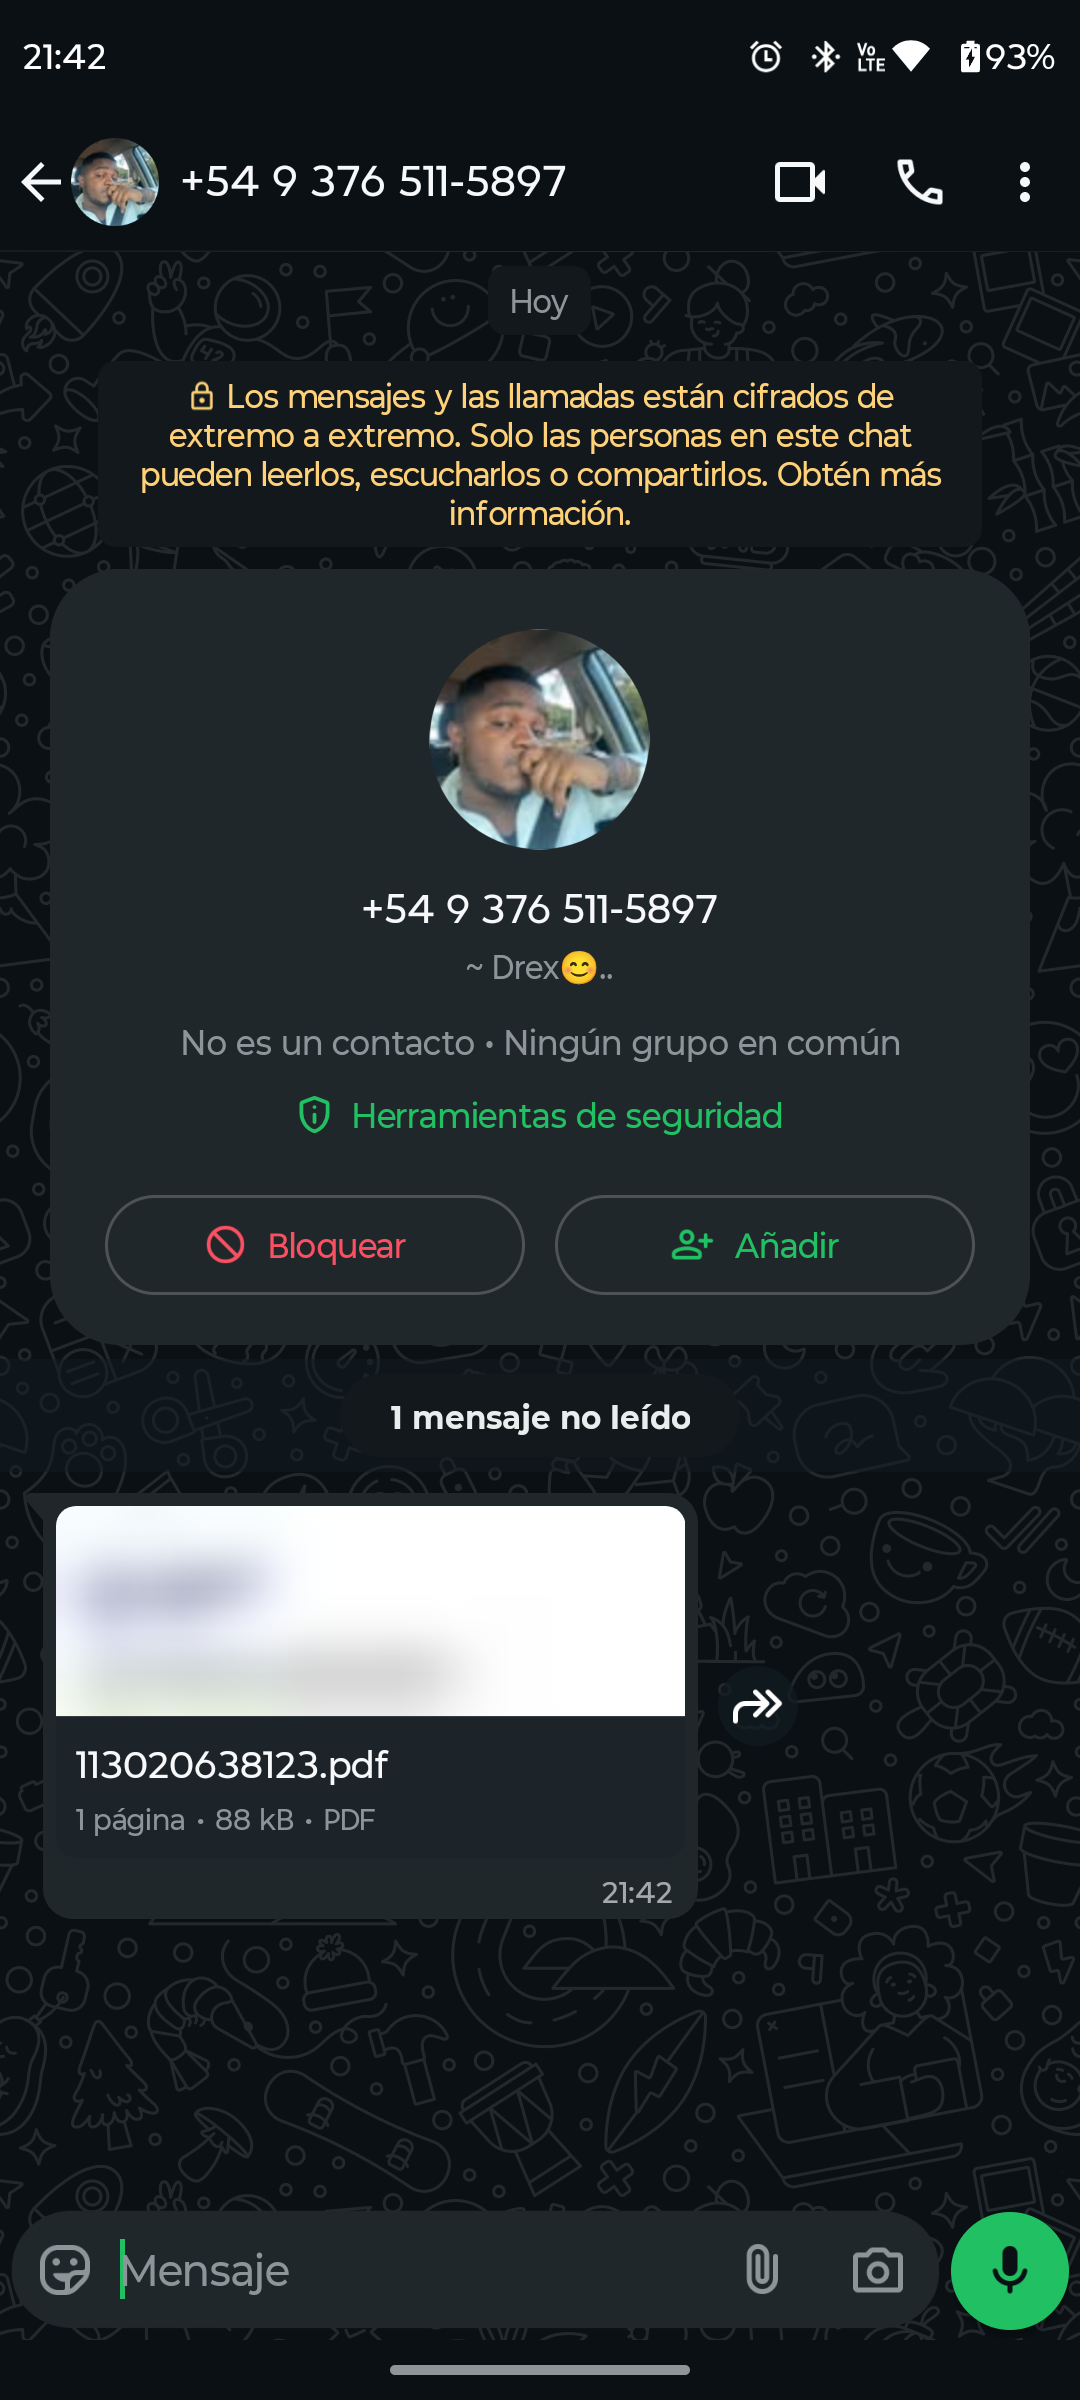 21:42
Vo LTE 93%
+54 9 376 511-5897
Hoy
Los mensajes y las llamadas están cifrados de
extremo a extremo. Solo las personas en este chat
pueden leerlos, escucharlos o compartirlos. Obtén más
información.
+54 9 376 511-5897
~ Drex😊..
No es un contacto • Ningún grupo en común
Herramientas de seguridad
Bloquear
Añadir
1 mensaje no leído
113020638123.pdf
1 página • 88 kB • PDF
21:42
Mensaje